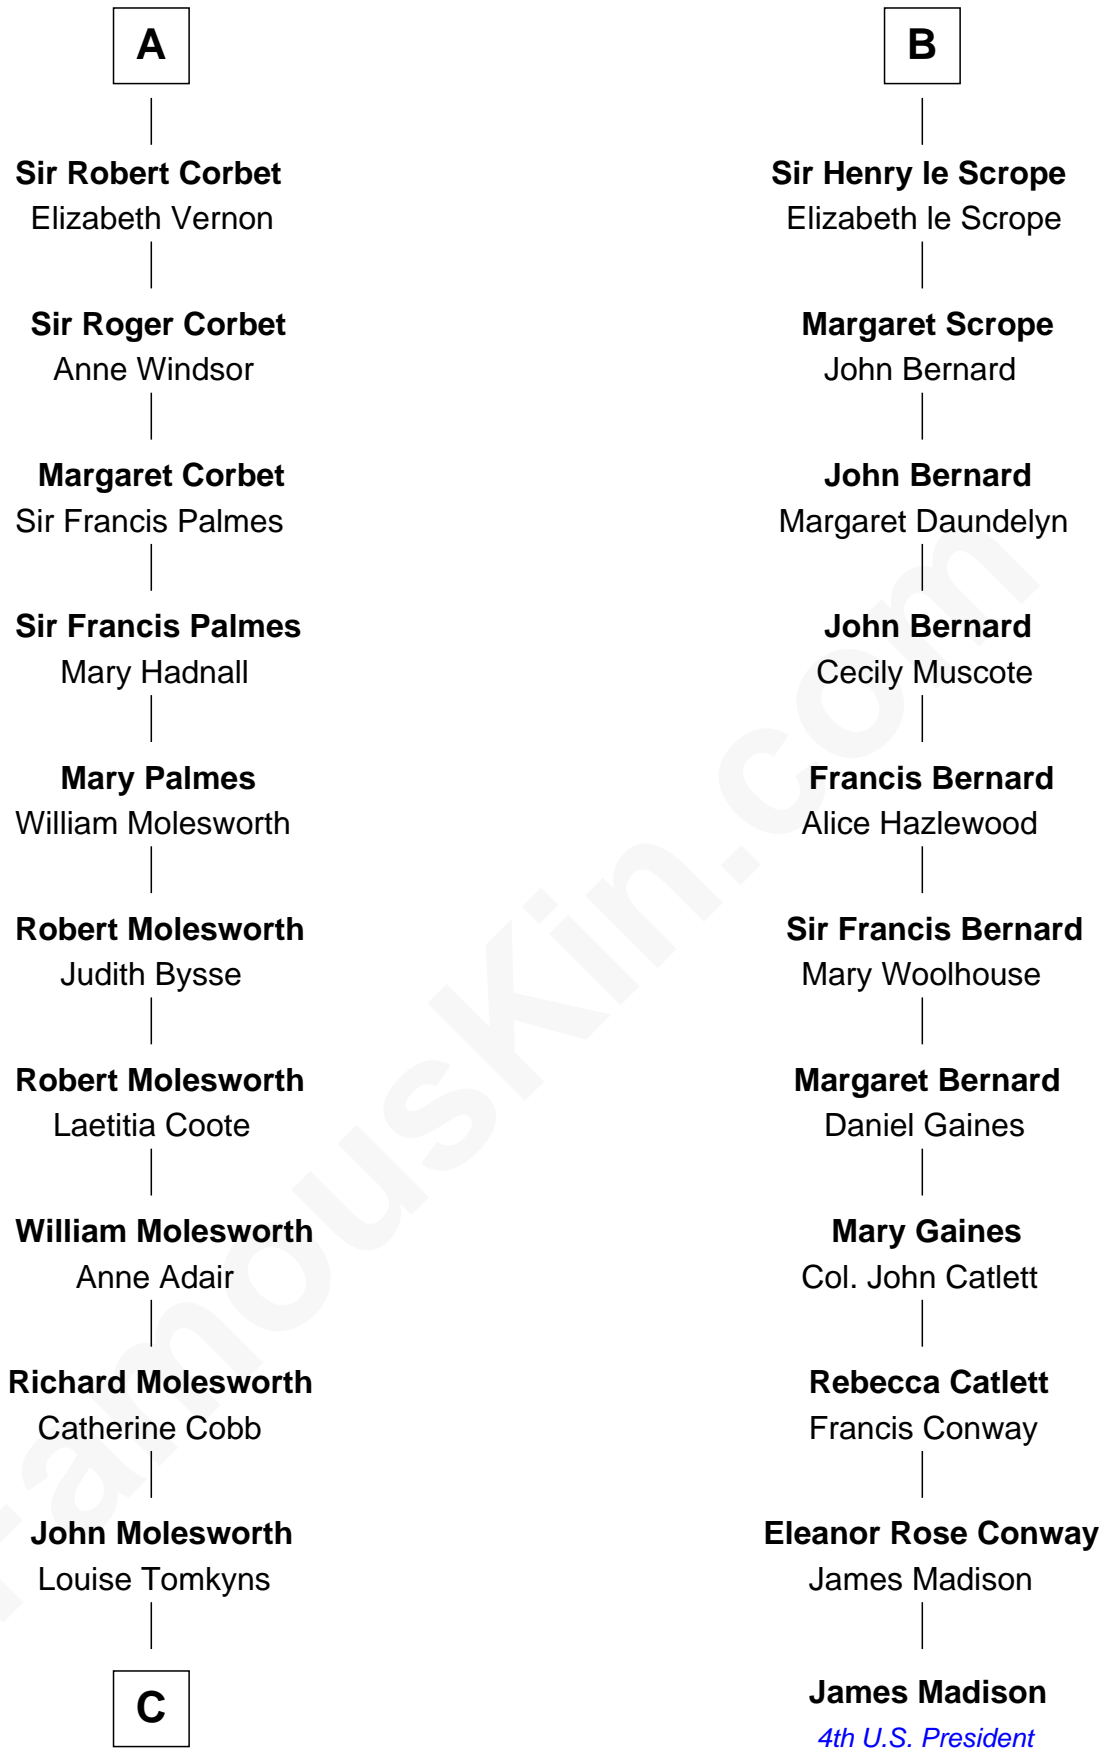 A
Sir Robert Corbet
Elizabeth Vernon
Sir Roger Corbet
Anne Windsor
Margaret Corbet
Sir Francis Palmes
Sir Francis Palmes
Mary Hadnall
Mary Palmes
William Molesworth
Robert Molesworth
Judith Bysse
Robert Molesworth
Laetitia Coote
William Molesworth
Anne Adair
Richard Molesworth
Catherine Cobb
John Molesworth
Louise Tomkyns
C
B
Sir Henry le Scrope
Elizabeth le Scrope
Margaret Scrope
John Bernard
John Bernard
Margaret Daundelyn
John Bernard
Cecily Muscote
Francis Bernard
Alice Hazlewood
Sir Francis Bernard
Mary Woolhouse
Margaret Bernard
Daniel Gaines
Mary Gaines
Col. John Catlett
Rebecca Catlett
Francis Conway
Eleanor Rose Conway
James Madison
James Madison
4th U.S. President
FamousKin.com